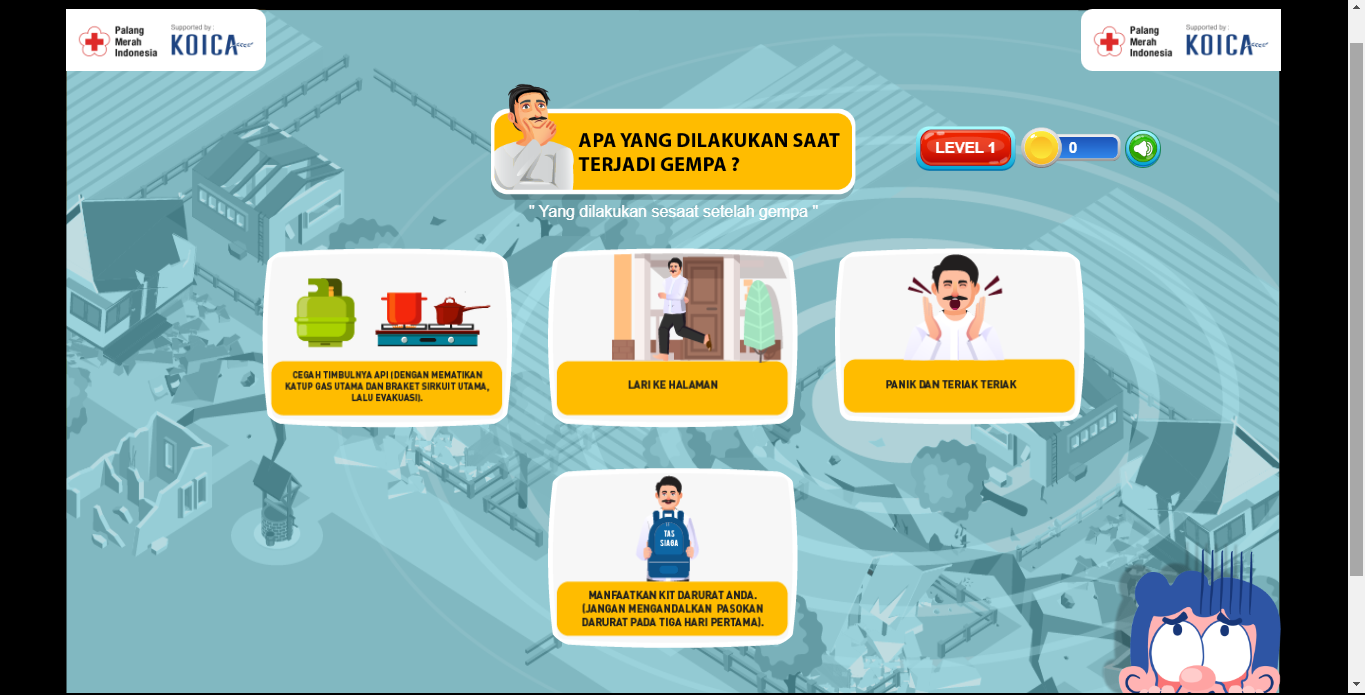 Palang
Merah
Indonesia
Supported by :
KOICA
Palang
Merah
Indonesia
Supported by :
KOICA
APA YANG DILAKUKAN SAAT
TERJADI GEMPA ?
LEVEL 1
0
" Yang dilakukan sesaat setelah gempa "
CEGAH TIMBULNYA API (DENGAN MEMATIKAN
KATUP GAS UTAMA DAN BRAKET SIRKUIT UTAMA,
LALU EVAKUASI).
LARI KE HALAMAN
PANIK DAN TERIAK TERIAK
TAS
SIAGA
MANFAATKAN KIT DARURAT ANDA.
(JANGAN MENGANDALKAN PASOKAN
DARURAT PADA TIGA HARI PERTAMA).